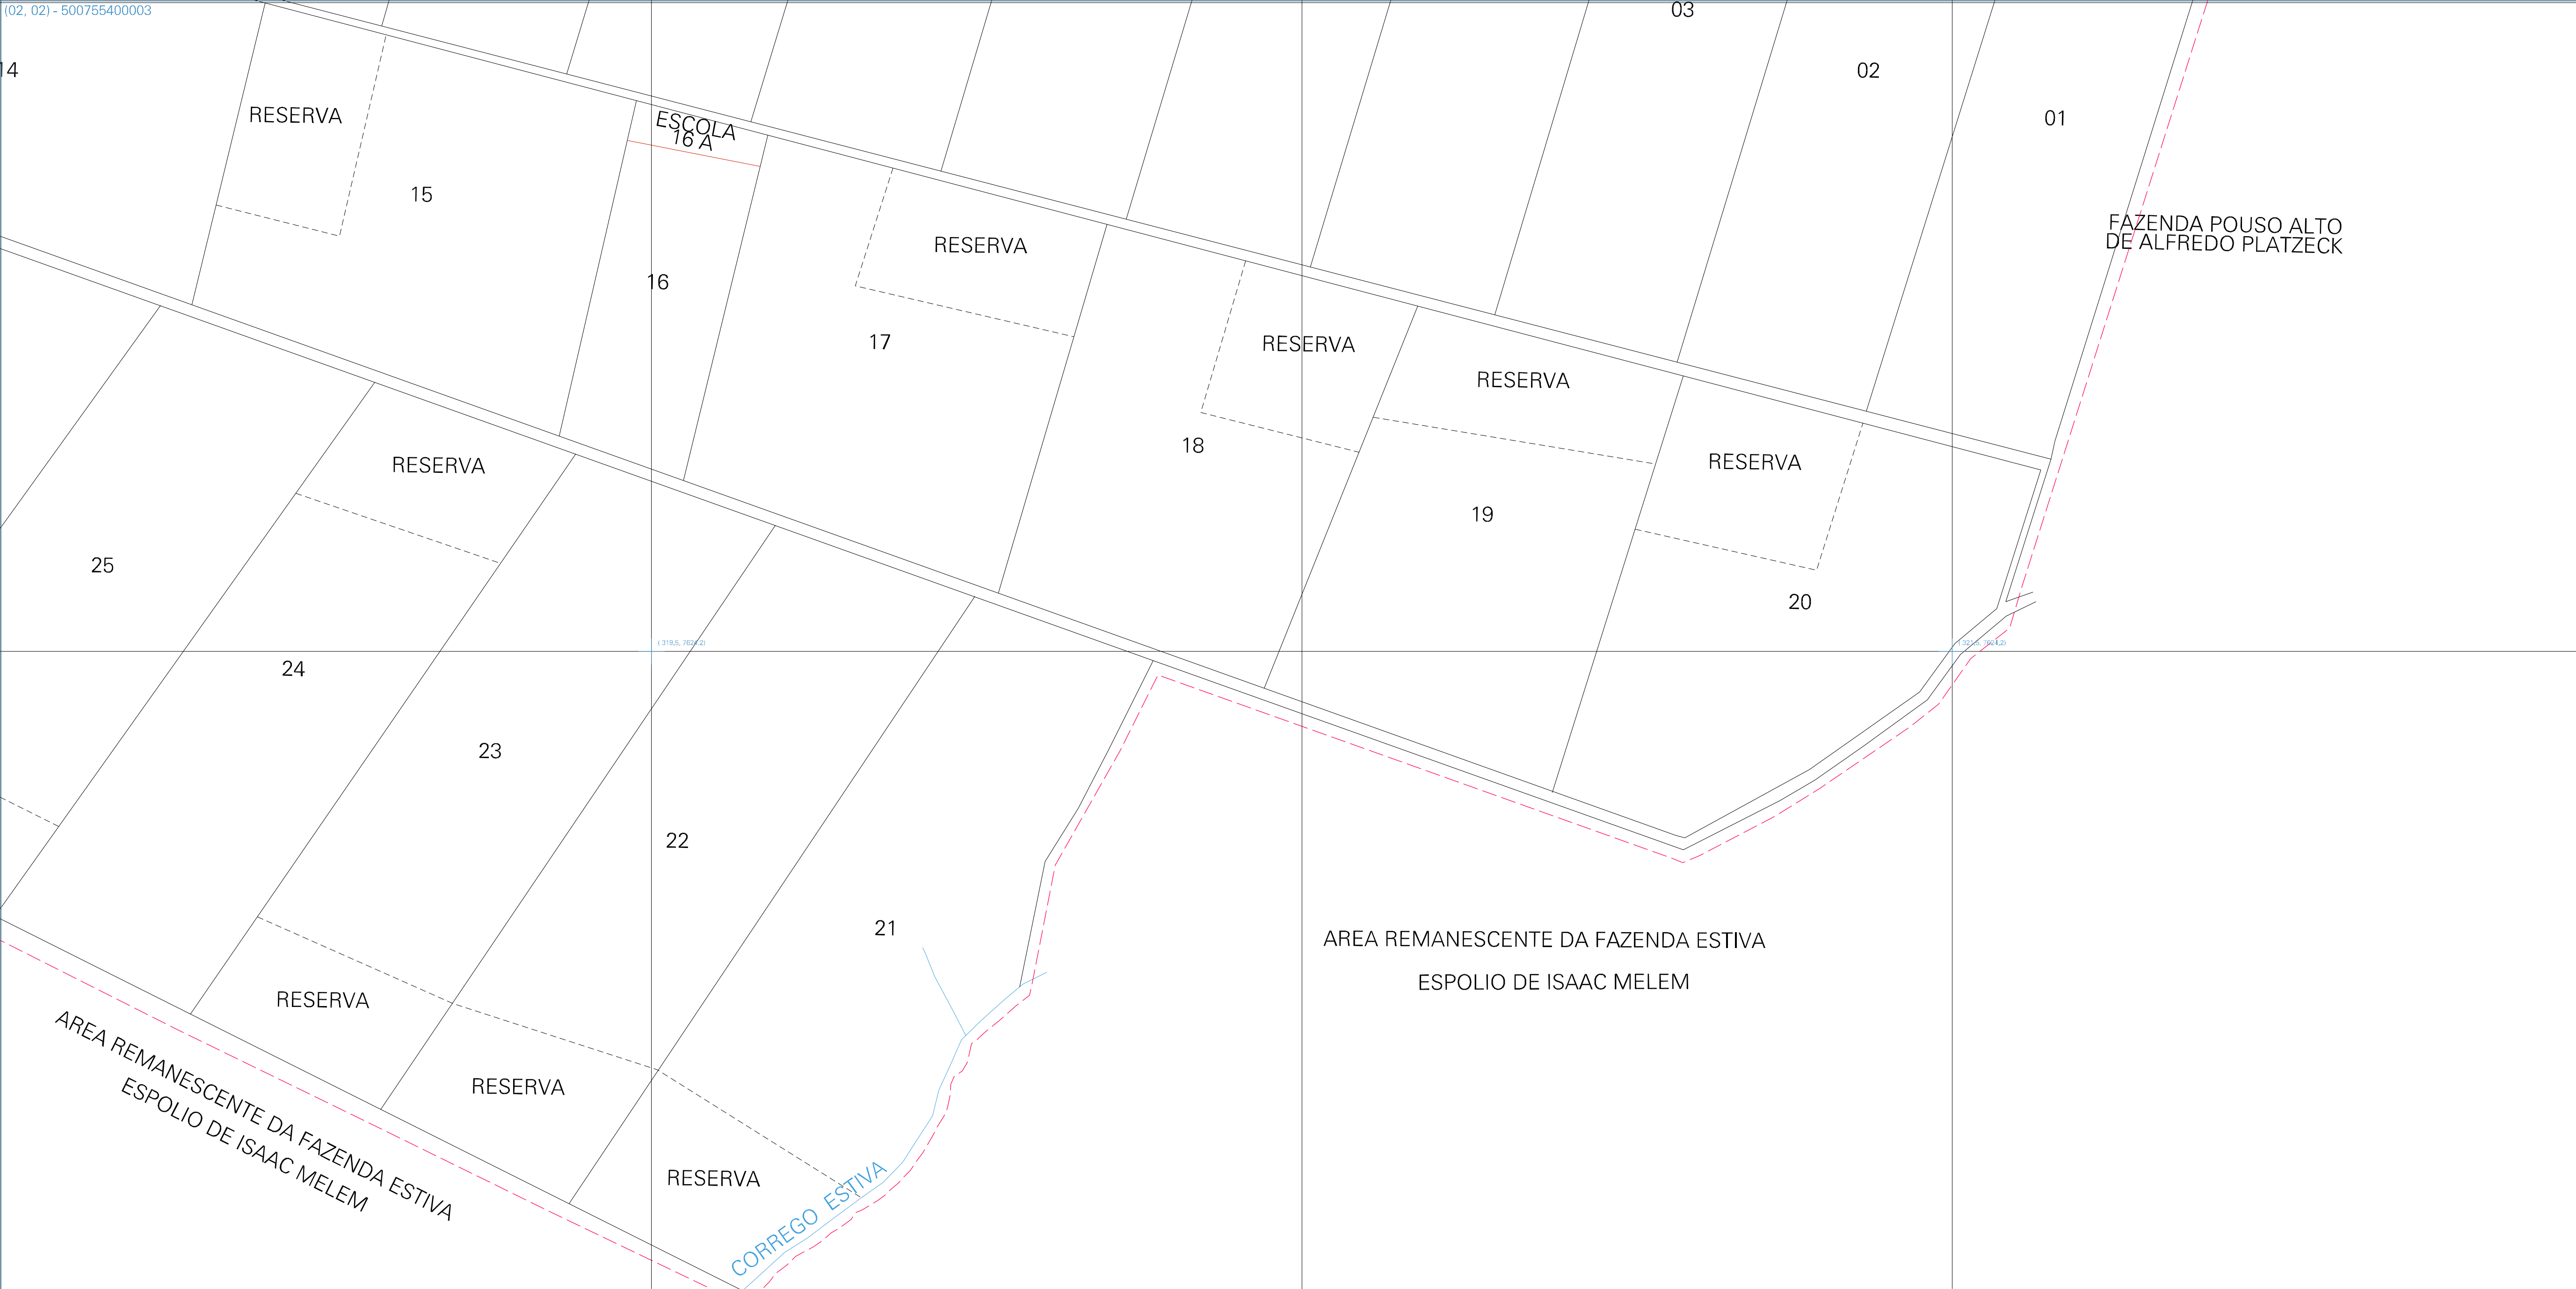 (02, 02) - 500755400003
03
14
02
RESERVA
01
ESCOLA
16 A
15
FAZENDA POUSO ALTO
DE ALFREDO PLATZECK
RESERVA
16
17
RESERVA
RESERVA
18
RESERVA
RESERVA
19
25
20
24
23
22
21
AREA REMANESCENTE DA FAZENDA ESTIVA
ESPOLIO DE ISAAC MELEM
RESERVA
AREA REMANESCENTE DA FAZENDA ESTIVA
ESPOLIO DE ISAAC MELEM
RESERVA
RESERVA
CORREGO ESTIVA